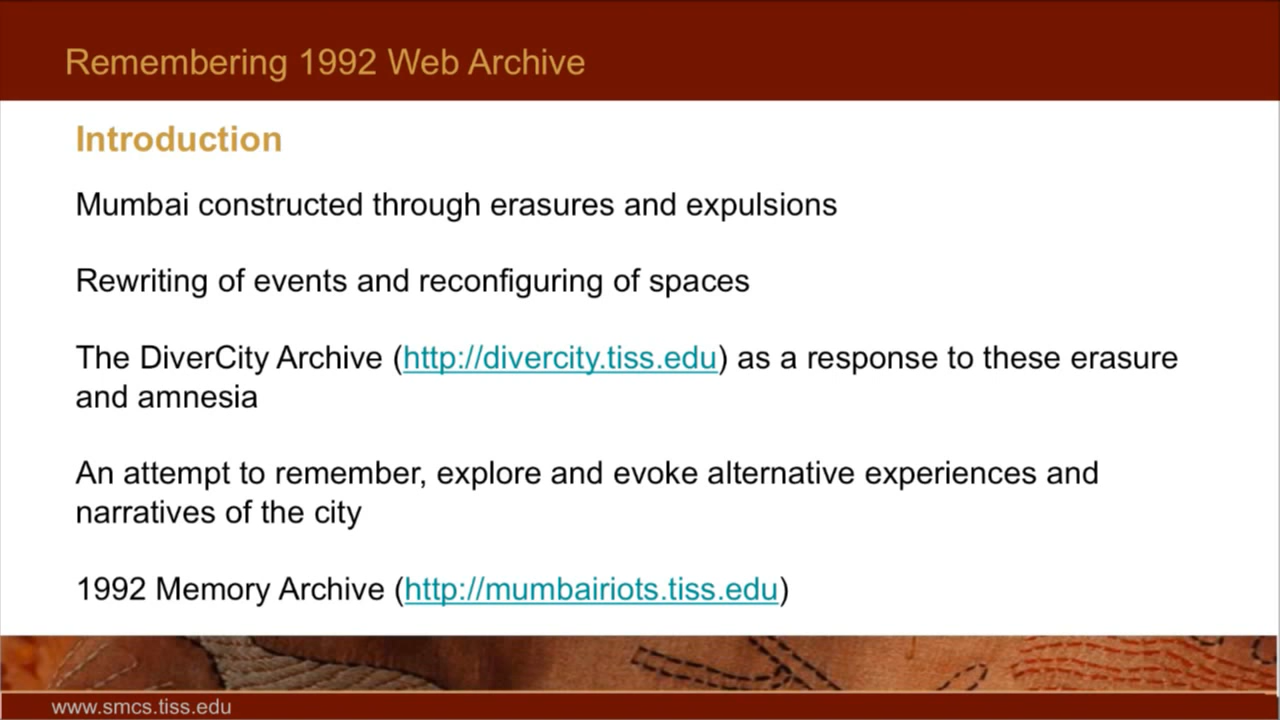 Remembering 1992 Web Archive
Introduction
Mumbai constructed through erasures and expulsions
Rewriting of events and reconfiguring of spaces
The DiverCity Archive (http://divercity.tiss.edu) as a response to these erasure
and amnesia
An attempt to remember, explore and evoke alternative experiences and
narratives of the city
1992 Memory Archive (http://mumbairiots.tiss.edu)
www.smcs.tiss.edu